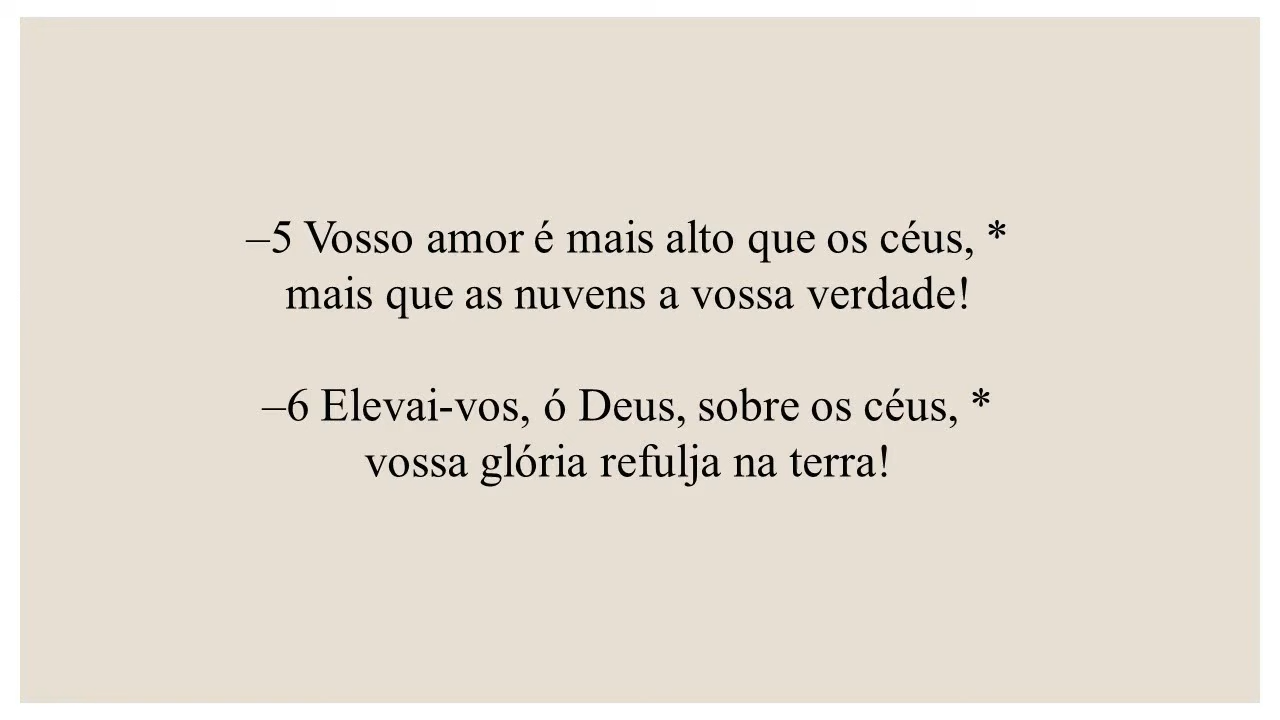 –5 Vosso amor é mais alto que os céus, *
mais que as nuvens a vossa verdade!
–6 Elevai-vos, ó Deus, sobre os céus, *
vossa glória refulja na terra!